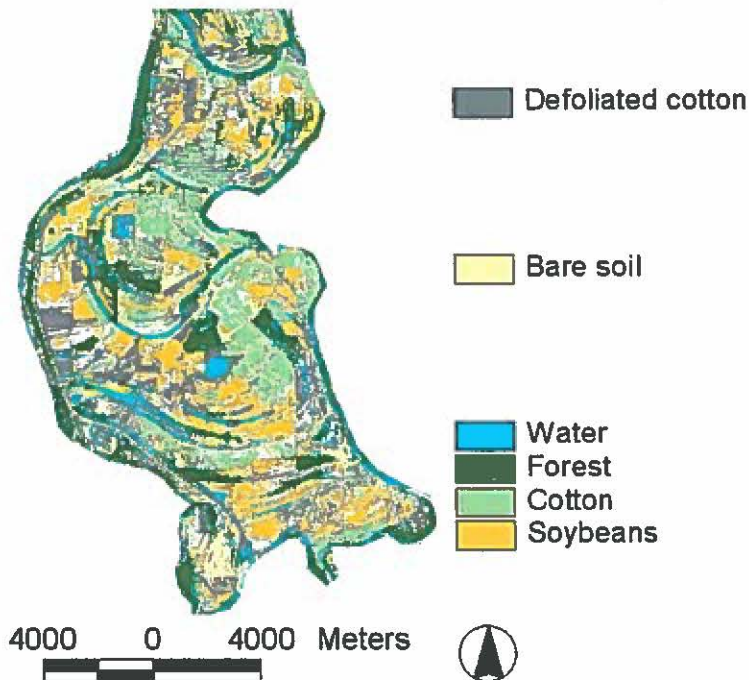 Defoliated cotton
Bare soil
Water
Forest
Cotton
Soybeans
4000 0 4000 Meters